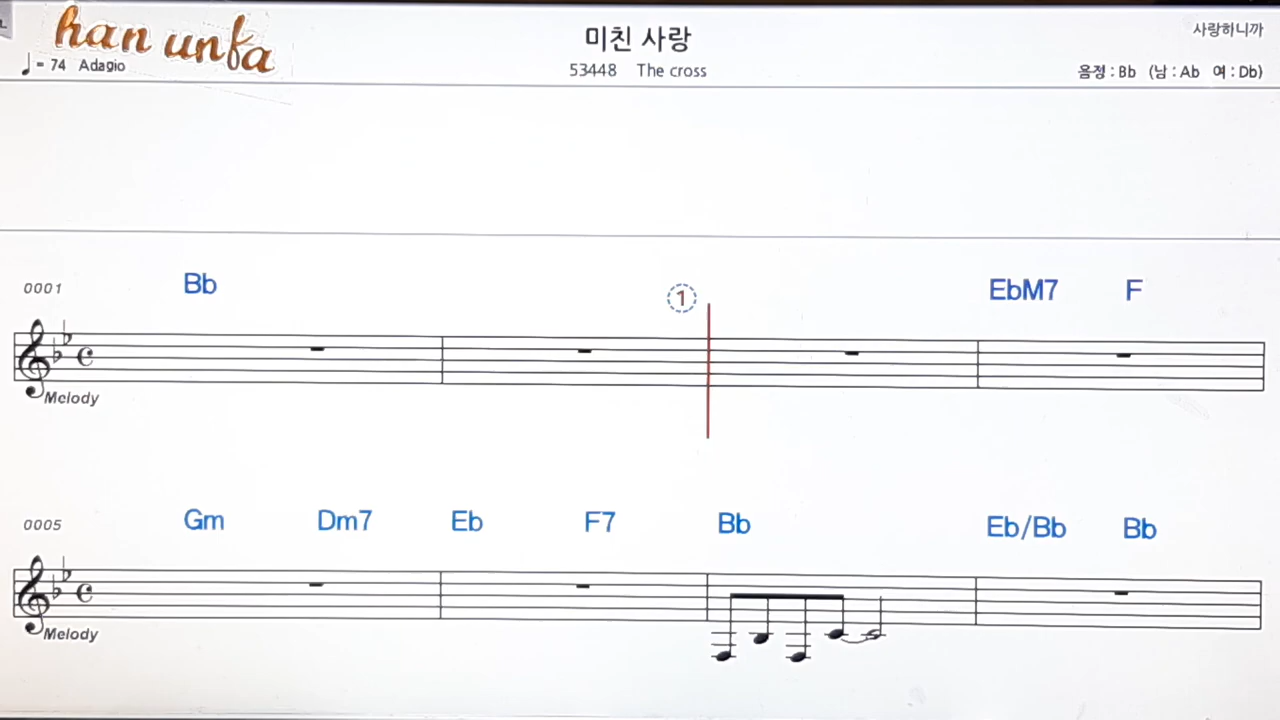 han unfa
미친 사랑
사랑하니까
♩= 74 Adagio
53448 The cross
음정 : Bb (남 : Ab 여 : Db)
0001 Bb 1 EbM7 F
Melody
0005 Gm Dm7 Eb F7 Bb Eb/Bb Bb
Melody